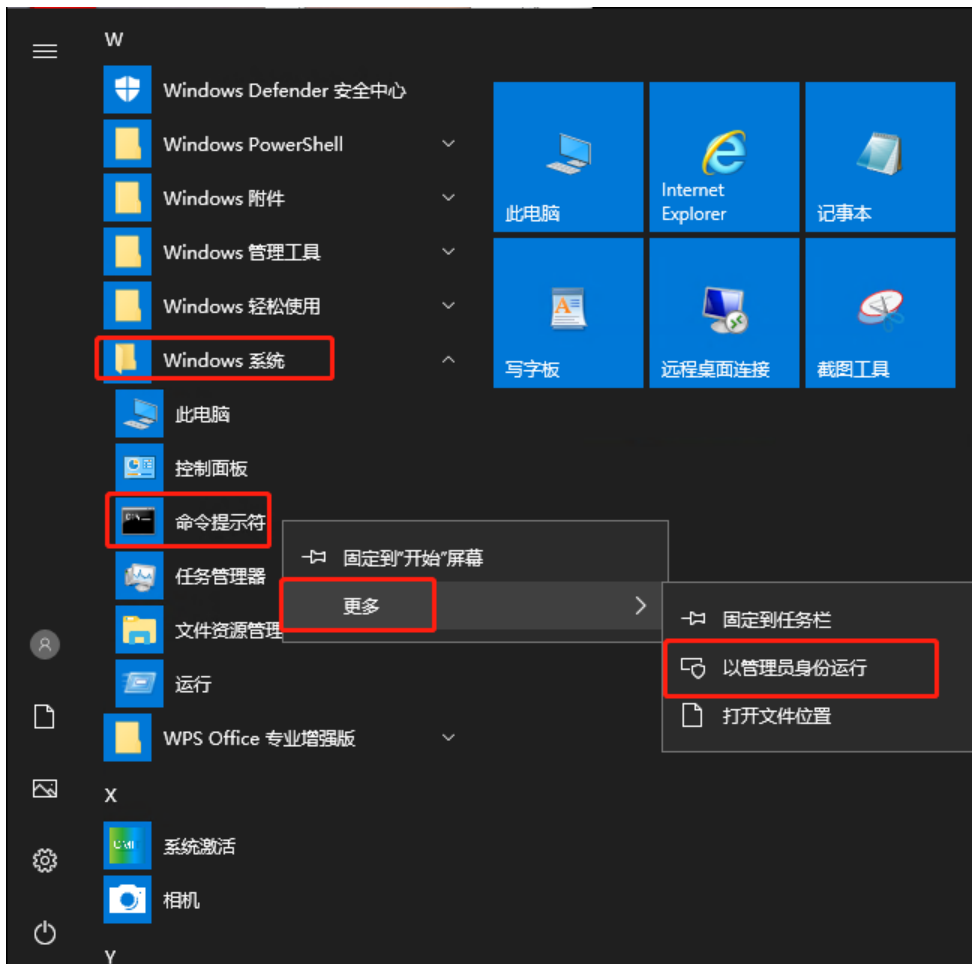 W
Windows Defender 安全中心
Windows PowerShell
Windows 附件
Windows 管理工具
Windows 轻松使用
Windows 系统
此电脑
控制面板
命令提示符
任务管理器
文件资源管理
运行
WPS Office 专业增强版
X
系统激活
相机
Y
此电脑
Internet
Explorer
记事本
写字板
远程桌面连接
截图工具
固定到"开始"屏幕
更多
固定到任务栏
以管理员身份运行
打开文件位置